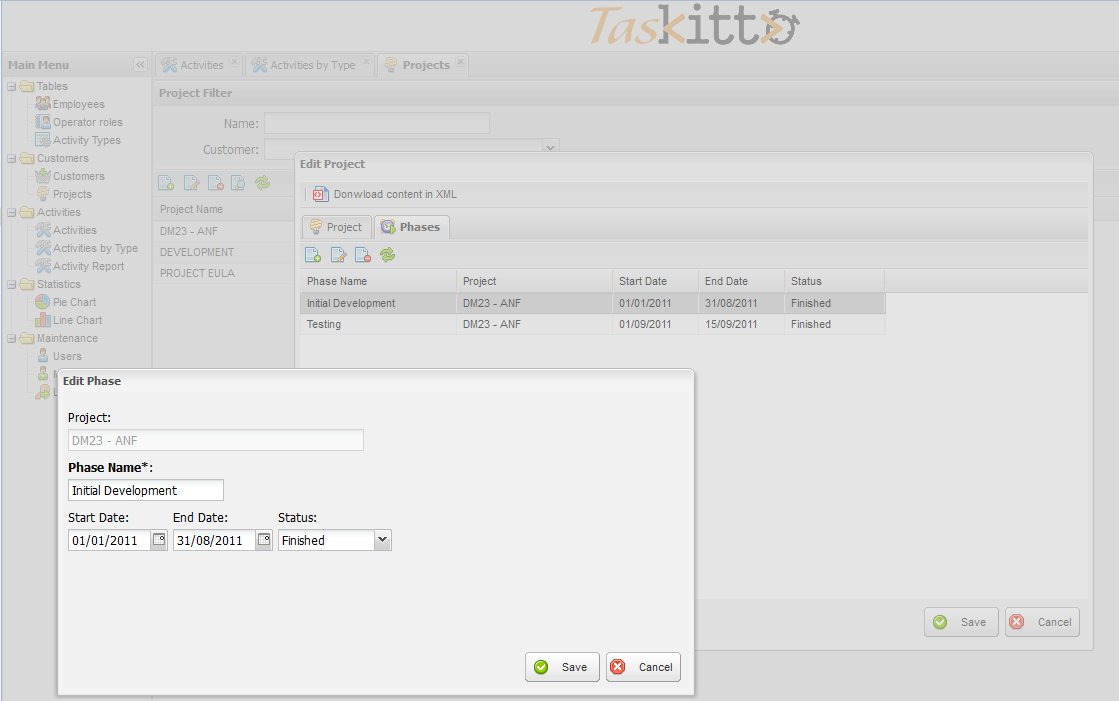 Taskitto
Main Menu
Activities
Activities by Type
Projects
Tables
Employees
Operator roles
Activity Types
Customers
Customers
Projects
Activities
Activities
Activities by Type
Activity Report
Statistics
Pie Chart
Line Chart
Maintenance
Users
Project Filter
Name:
Customer:
Project Name
DM23 - ANF
DEVELOPMENT
PROJECT EULA
Edit Project
Donwload content in XML
Project
Phases
Phase Name Project Start Date End Date Status
Initial Development DM23 - ANF 01/01/2011 31/08/2011 Finished
Testing DM23 - ANF 01/09/2011 15/09/2011 Finished
Save
Cancel
Edit Phase
Project:
DM23 - ANF
Phase Name*:
Initial Development
Start Date: End Date: Status:
01/01/2011 31/08/2011 Finished
Save
Cancel